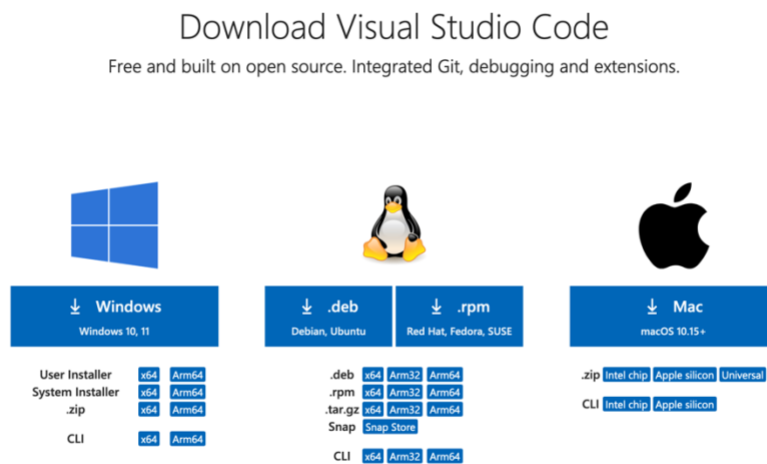 Download Visual Studio Code
Free and built on open source. Integrated Git, debugging and extensions.
Windows
Windows 10, 11
User Installer x64 Arm64
System Installer x64 Arm64
.zip x64 Arm64
CLI x64 Arm64
.deb
Debian, Ubuntu
.rpm
Red Hat, Fedora, SUSE
.deb x64 Arm32 Arm64
.rpm x64 Arm32 Arm64
.tar.gz x64 Arm32 Arm64
Snap Snap Store
CLI x64 Arm32 Arm64
Mac
macOS 10.15+
.zip Intel chip Apple silicon Universal
CLI Intel chip Apple silicon